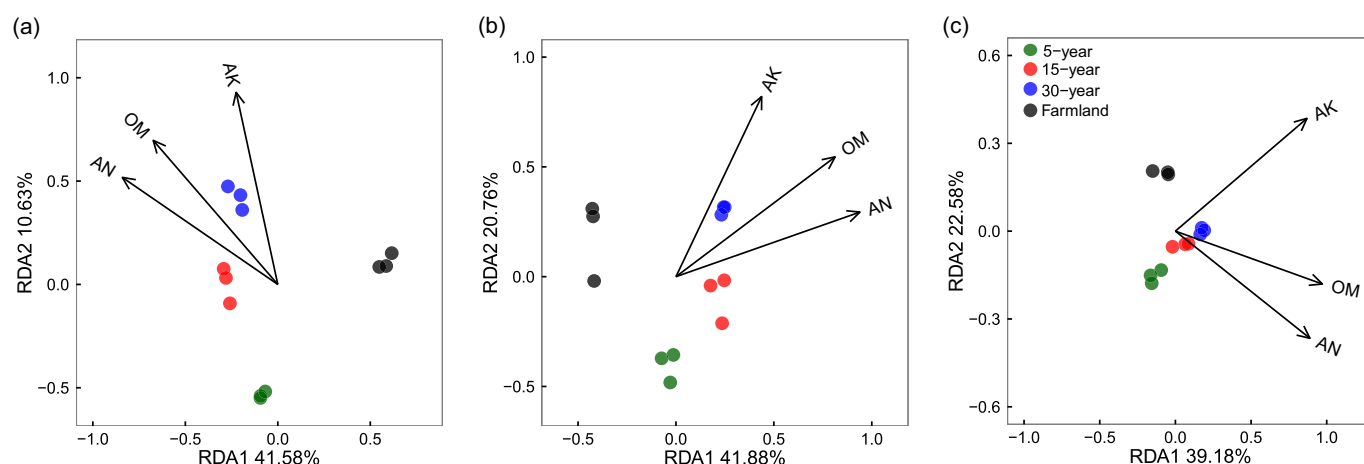 (a)
1.0
0.5
0.0
−0.5
−1.0
−0.5
0.0
0.5
RDA2 10.63%
RDA1 41.58%
AK
OM
AN
(b)
1.0
0.5
0.0
−0.5
−0.5
0.0
0.5
1.0
RDA2 20.76%
RDA1 41.88%
AK
OM
AN
(c)
0.6
0.3
0.0
−0.3
−0.6
−1.0
−0.5
0.0
0.5
1.0
RDA2 22.58%
RDA1 39.18%
5−year
15−year
30−year
Farmland
AK
OM
AN